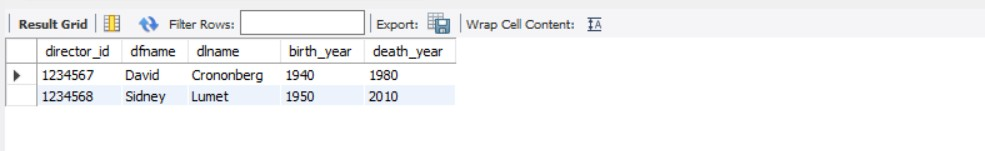 Result Grid Filter Rows: Export: Wrap Cell Content: IA
director_id dfname dlname birth_year death_year
1234567 David Crononberg 1940 1980
1234568 Sidney Lumet 1950 2010